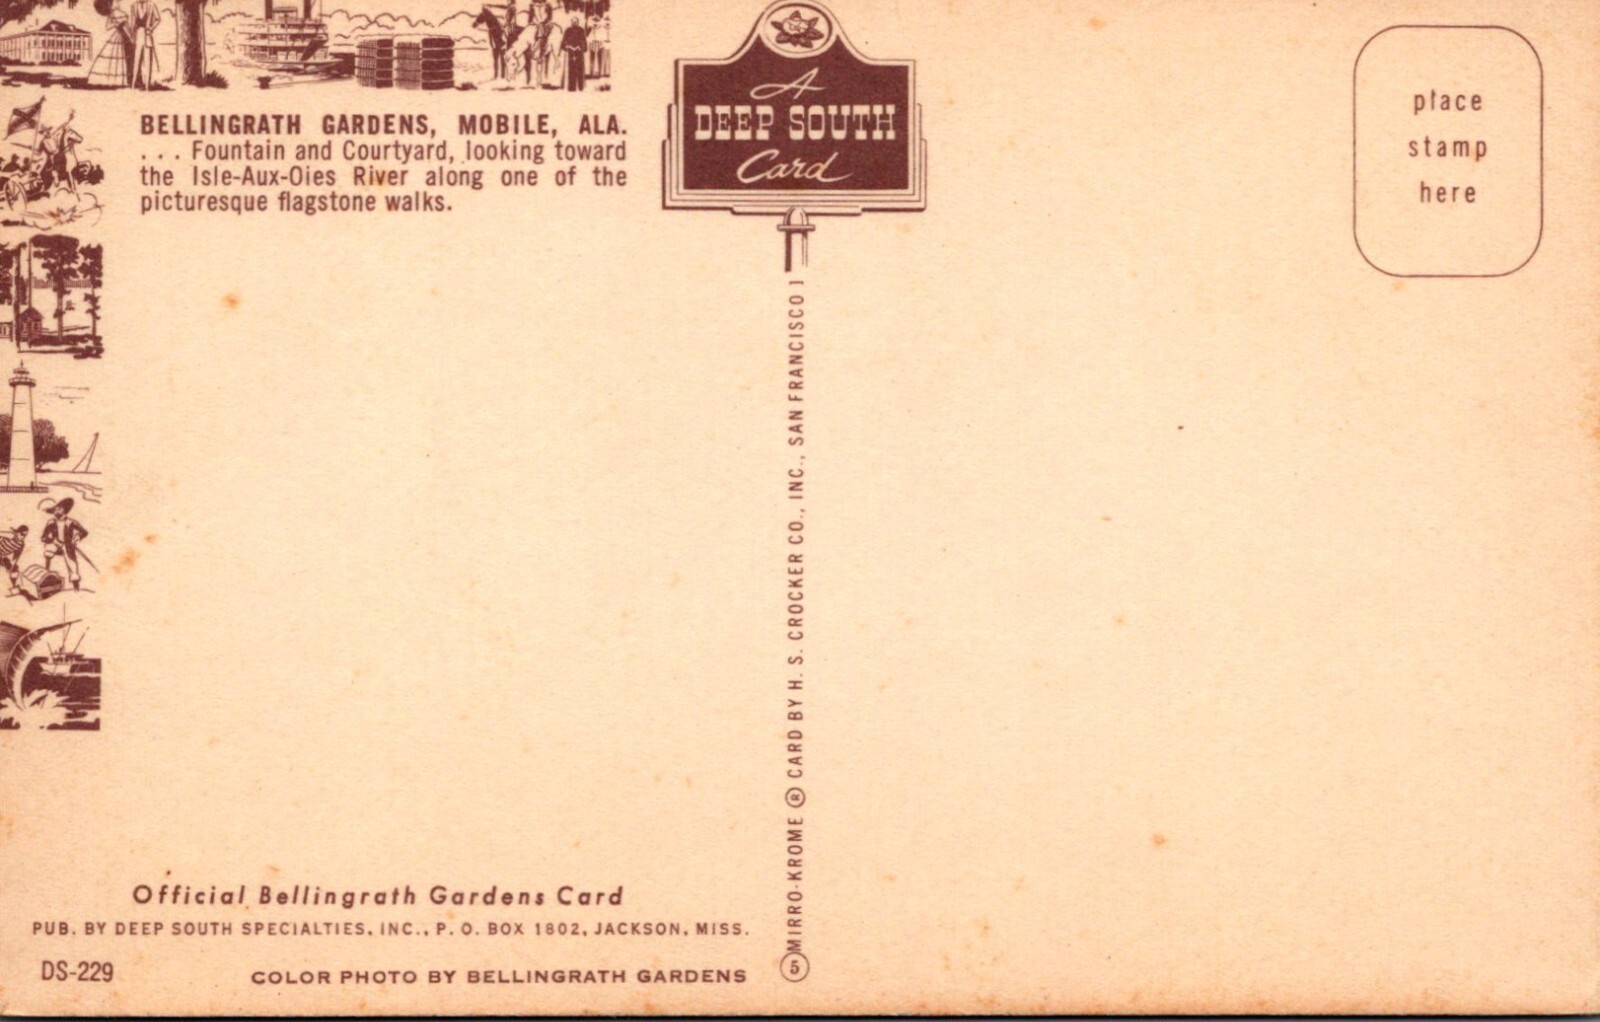 BELLINGRATH GARDENS, MOBILE, ALA.
. . . Fountain and Courtyard, looking toward
the Isle-Aux-Oies River along one of the
picturesque flagstone walks.
A
DEEP SOUTH
Card
place
stamp
here
MIRRO-KROME ® CARD BY H. S. CROCKER CO., INC., SAN FRANCISCO 1
5
Official Bellingrath Gardens Card
PUB. BY DEEP SOUTH SPECIALTIES, INC., P. O. BOX 1802, JACKSON, MISS.
DS-229
COLOR PHOTO BY BELLINGRATH GARDENS